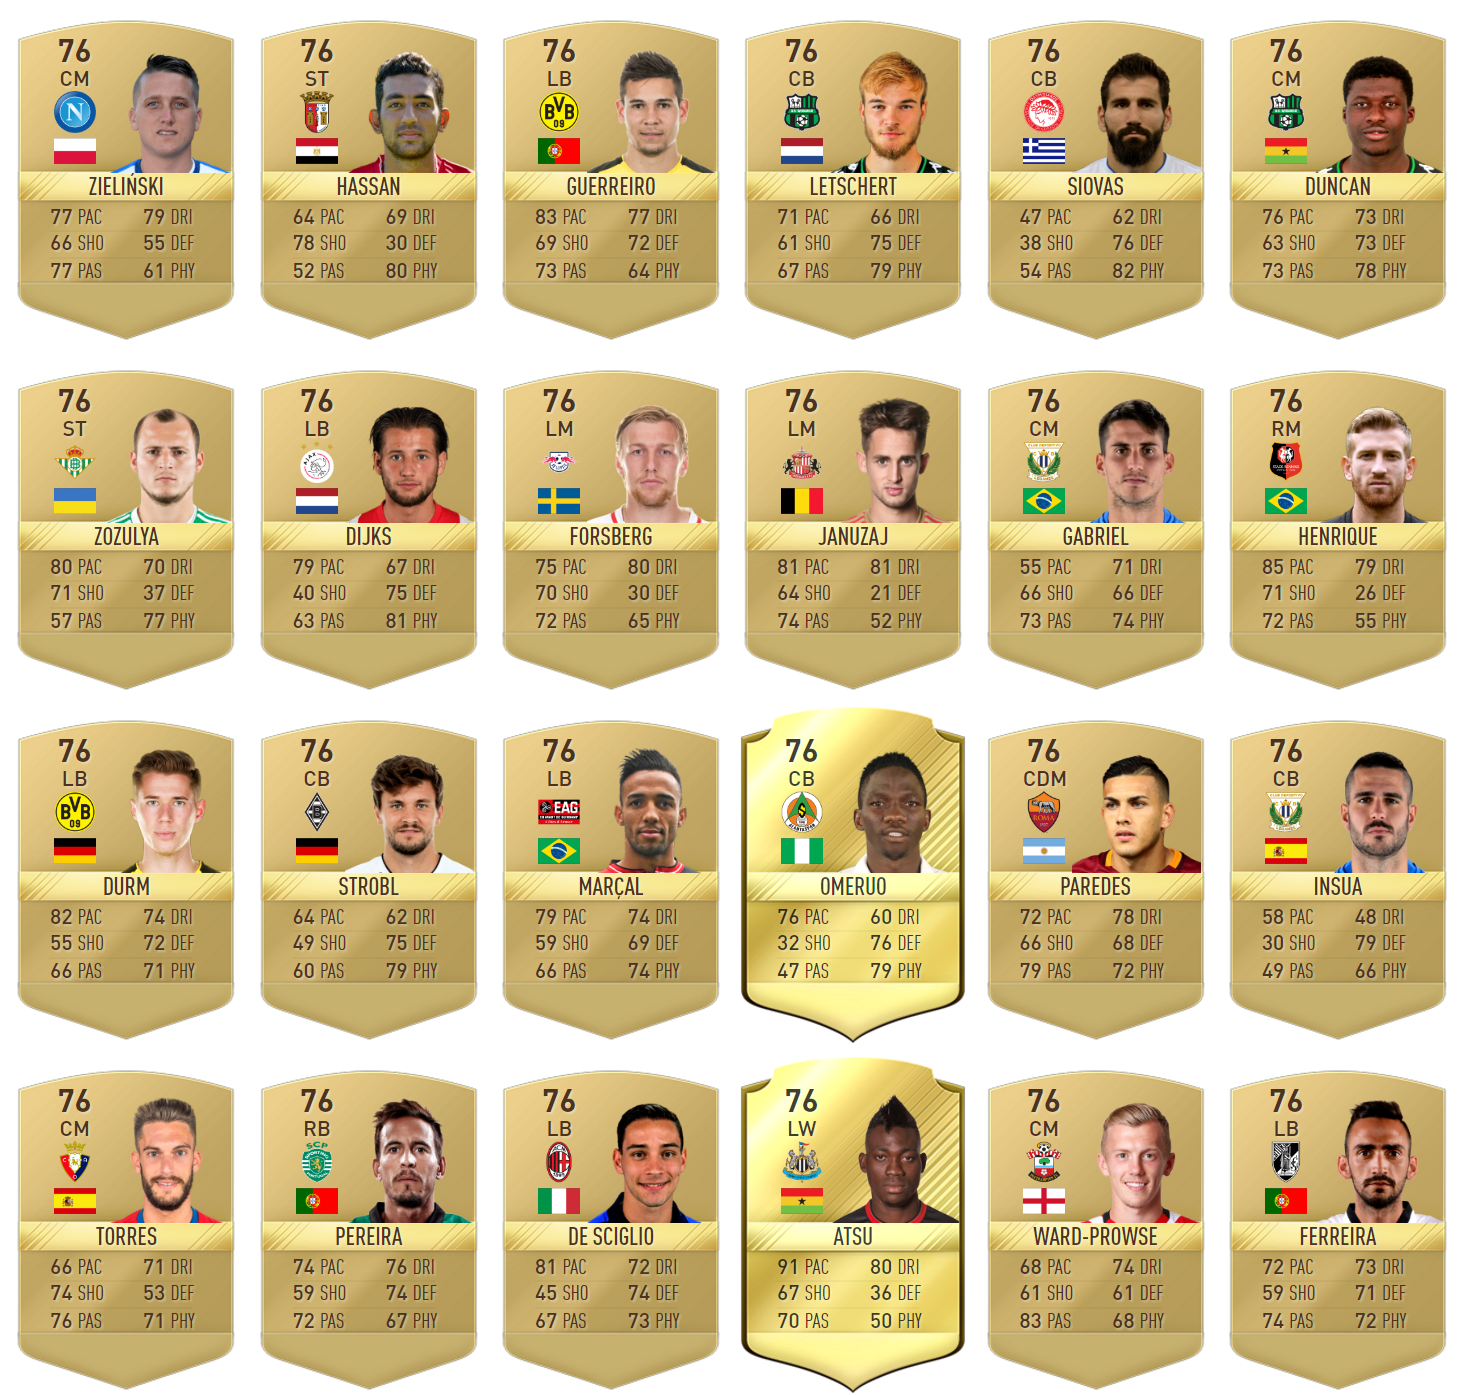 76 76 76 76 76 76
CM ST LB CB CB CM
N BVB 09
ZIELIŃSKI HASSAN GUERREIRO LETSCHERT SIOVAS DUNCAN
77 PAC 79 DRI 64 PAC 69 DRI 83 PAC 77 DRI 71 PAC 66 DRI 47 PAC 62 DRI 76 PAC 73 DRI
66 SHO 55 DEF 78 SHO 30 DEF 69 SHO 72 DEF 61 SHO 75 DEF 38 SHO 76 DEF 63 SHO 73 DEF
77 PAS 61 PHY 52 PAS 80 PHY 73 PAS 64 PHY 67 PAS 79 PHY 54 PAS 82 PHY 73 PAS 78 PHY
76 76 76 76 76 76
ST LB LM LM CM RM
AJAX
ZOZULYA DIJKS FORSBERG JANUZAJ GABRIEL HENRIQUE
80 PAC 70 DRI 79 PAC 67 DRI 75 PAC 80 DRI 81 PAC 81 DRI 55 PAC 71 DRI 85 PAC 79 DRI
71 SHO 37 DEF 40 SHO 75 DEF 70 SHO 30 DEF 64 SHO 21 DEF 66 SHO 66 DEF 71 SHO 26 DEF
57 PAS 77 PHY 63 PAS 81 PHY 72 PAS 65 PHY 74 PAS 52 PHY 73 PAS 74 PHY 72 PAS 55 PHY
76 76 76 76 76 76
LB CB LB CB CDM CB
BVB 09 B EAG ROMA
DURM STROBL MARÇAL OMERUO PAREDES INSUA
82 PAC 74 DRI 64 PAC 62 DRI 79 PAC 74 DRI 76 PAC 60 DRI 72 PAC 78 DRI 58 PAC 48 DRI
55 SHO 72 DEF 49 SHO 75 DEF 59 SHO 69 DEF 32 SHO 76 DEF 66 SHO 68 DEF 30 SHO 79 DEF
66 PAS 71 PHY 60 PAS 79 PHY 66 PAS 74 PHY 47 PAS 79 PHY 79 PAS 72 PHY 49 PAS 66 PHY
76 76 76 76 76 76
CM RB LB LW CM LB
SCP SPORTING
TORRES PEREIRA DE SCIGLIO ATSU WARD-PROWSE FERREIRA
66 PAC 71 DRI 74 PAC 76 DRI 81 PAC 72 DRI 91 PAC 80 DRI 68 PAC 74 DRI 72 PAC 73 DRI
74 SHO 53 DEF 59 SHO 74 DEF 45 SHO 74 DEF 67 SHO 36 DEF 61 SHO 61 DEF 59 SHO 71 DEF
76 PAS 71 PHY 72 PAS 67 PHY 67 PAS 73 PHY 70 PAS 50 PHY 83 PAS 68 PHY 74 PAS 72 PHY